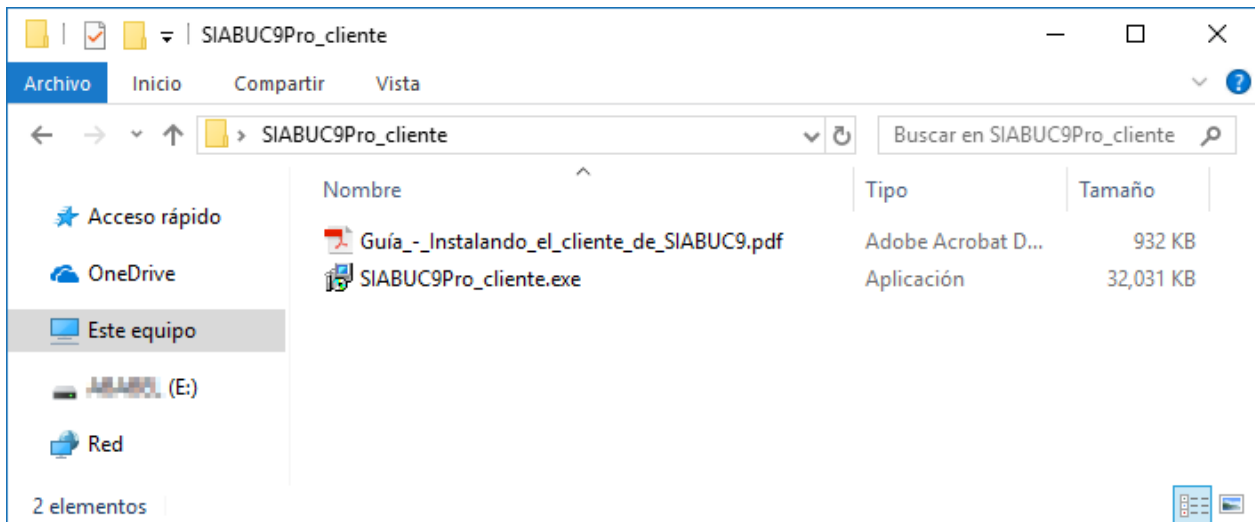 SIABUC9Pro_cliente
Archivo Inicio Compartir Vista
SIABUC9Pro_cliente Buscar en SIABUC9Pro_cliente
Nombre Tipo Tamaño
Acceso rápido
Guía_-_Instalando_el_cliente_de_SIABUC9.pdf Adobe Acrobat D... 932 KB
SIABUC9Pro_cliente.exe Aplicación 32,031 KB
OneDrive
Este equipo
(E:)
Red
2 elementos